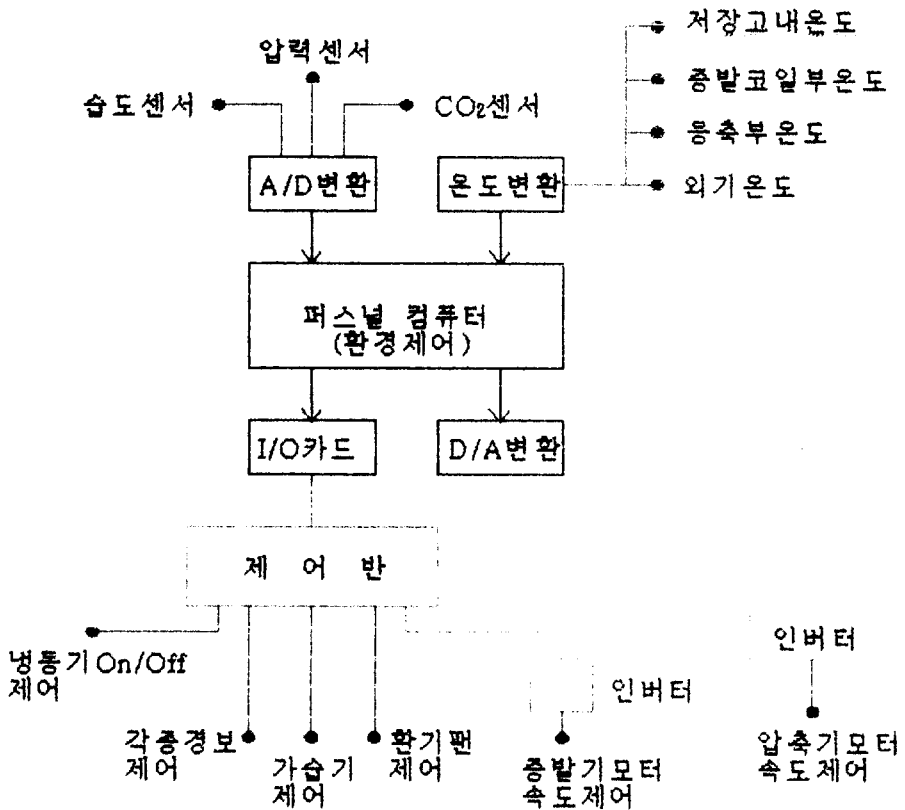 저장고내온도
압력센서
증발코일부온도
습도센서
CO₂센서
응축부온도
A/D변환
온도변환
외기온도
퍼스널 컴퓨터
(환경제어)
I/O카드
D/A변환
제 어 반
냉동기On/Off
제어
인버터
인버터
각종경보
제어
가습기
제어
환기팬
제어
증발기모터
속도제어
압축기모터
속도제어